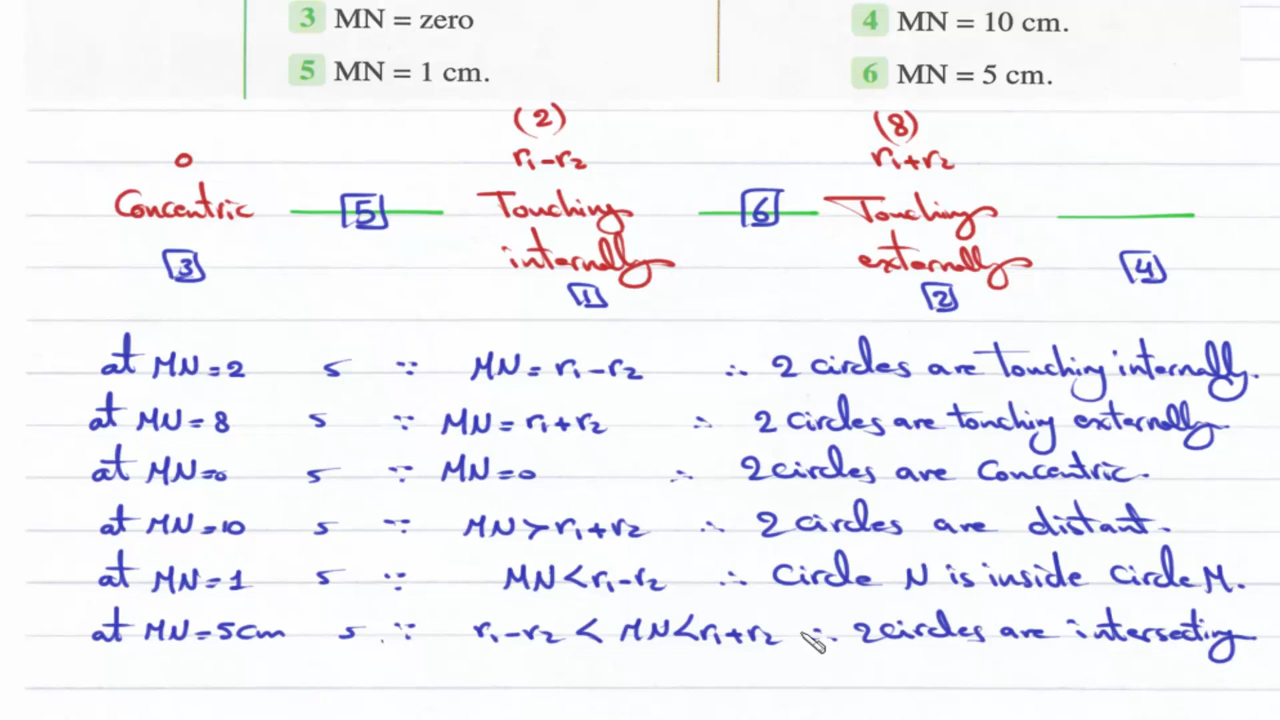 3 MN = zero
4 MN = 10 cm.
5 MN = 1 cm.
6 MN = 5 cm.
(2) (8)
0 r₁-r₂ r₁+r₂
Concentric 5 Touching 6 Touching
internally externally
3 1 2 4
at MN=2 , ∵ MN=r₁-r₂ ∴ 2 circles are Touching internally.
at MN=8 , ∵ MN=r₁+r₂ ∴ 2 circles are touching externally
at MN=0 , ∵ MN=0 ∴ 2 circles are Concentric.
at MN=10 , ∵ MN>r₁+r₂ ∴ 2 circles are distant.
at MN=1 , ∵ MN<r₁-r₂ ∴ Circle N is inside Circle M.
at MN=5cm , ∵ r₁-r₂ < MN<r₁+r₂ ∴ 2 circles are intersecting